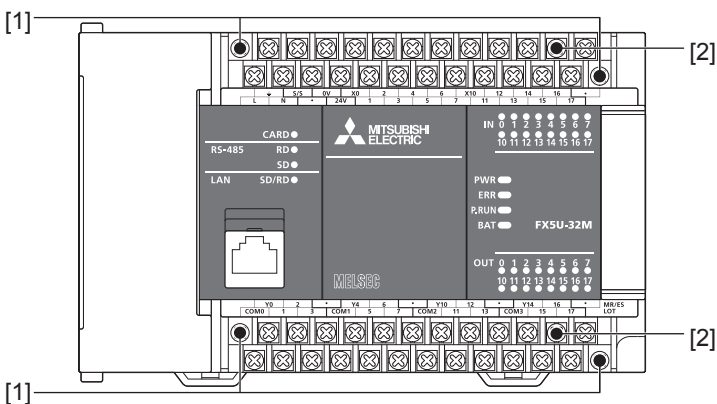 [1]
[2]
⏚ S/S 0V X0 2 4 6 X10 12 14 16 •
L N • 24V 1 3 5 7 11 13 15 17
CARD
RS-485 RD
SD
LAN SD/RD
MITSUBISHI
ELECTRIC
MELSEC
IN 0 1 2 3 4 5 6 7
10 11 12 13 14 15 16 17
PWR
ERR
P.RUN
BAT FX5U-32M
OUT 0 1 2 3 4 5 6 7
10 11 12 13 14 15 16 17
Y0 2 • Y4 6 • Y10 12 • Y14 16 • MR/ES
COM0 1 3 COM1 5 7 COM2 11 13 COM3 15 17 LOT
[2]
[1]